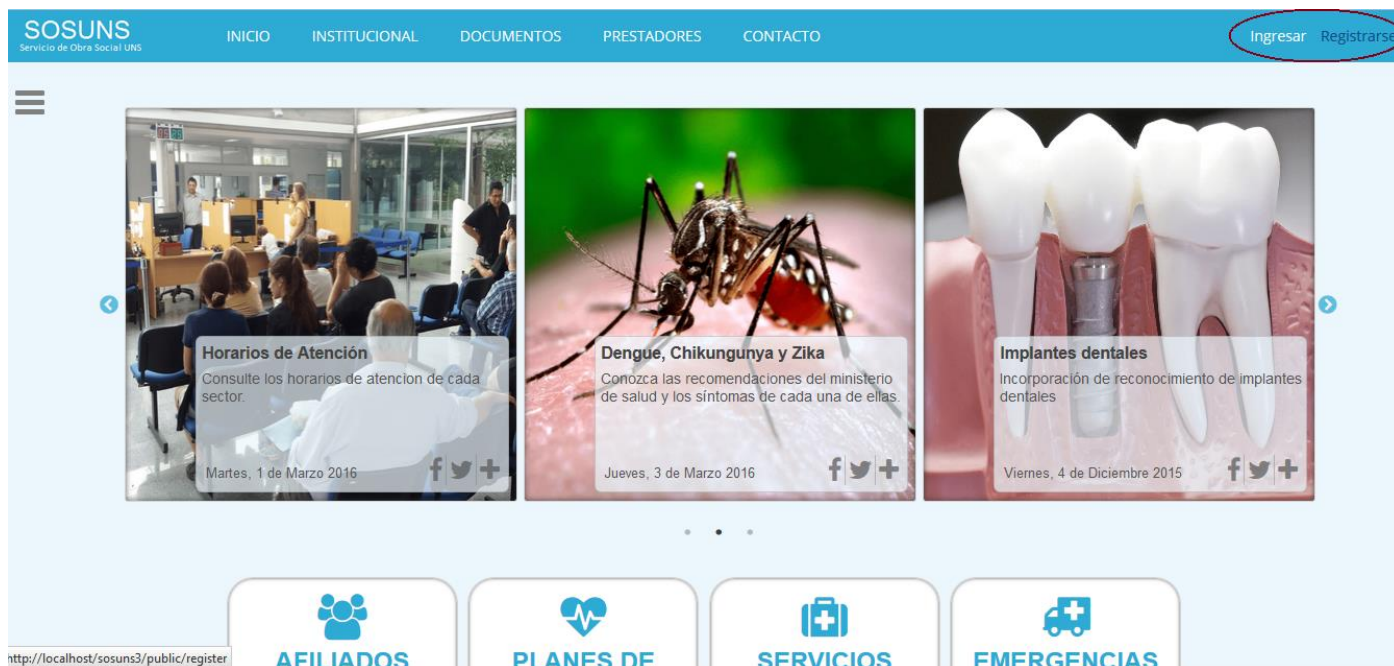 SOSUNS
Servicio de Obra Social UNS
INICIO INSTITUCIONAL DOCUMENTOS PRESTADORES CONTACTO
Ingresar Registrarse
Horarios de Atención
Consulte los horarios de atencion de cada
sector.
Martes, 1 de Marzo 2016
Dengue, Chikungunya y Zika
Conozca las recomendaciones del ministerio
de salud y los síntomas de cada una de ellas.
Jueves, 3 de Marzo 2016
Implantes dentales
Incorporación de reconocimiento de implantes
dentales
Viernes, 4 de Diciembre 2015
AFILIADOS
PLANES DE
SERVICIOS
EMERGENCIAS
http://localhost/sosuns3/public/register